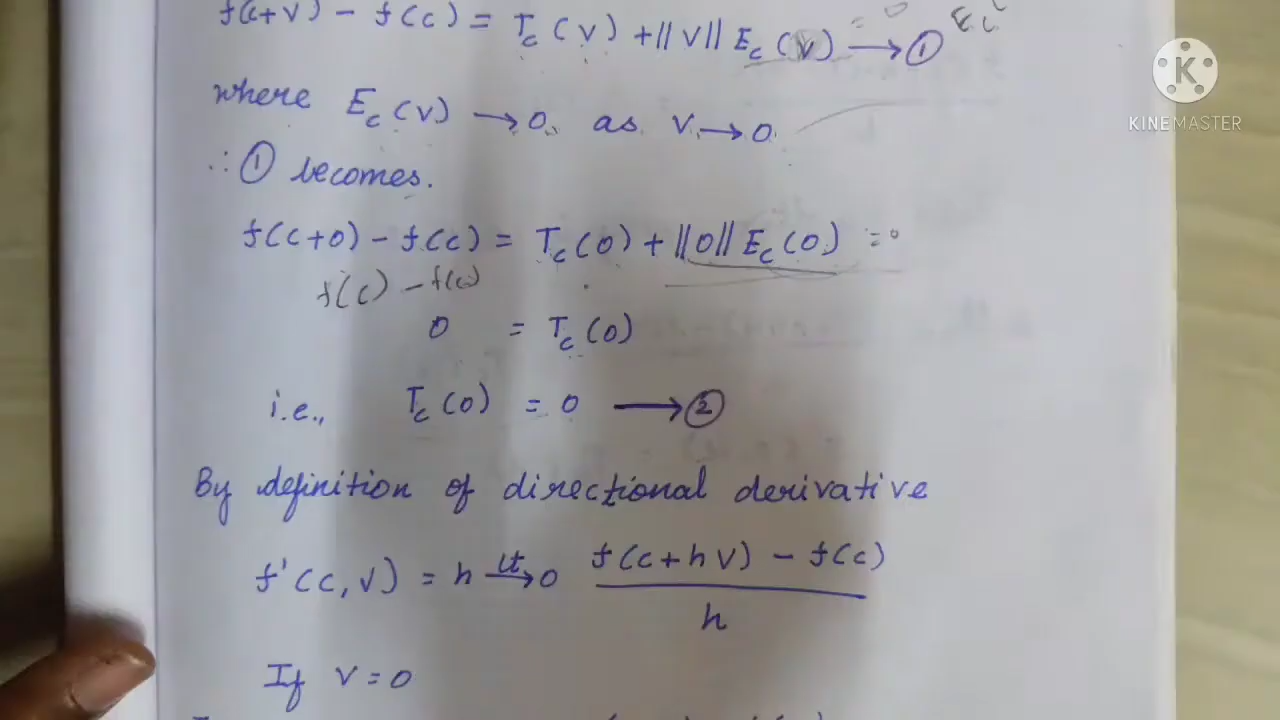 f(c+v) - f(c) = T_c (v) + ||v|| E_c (v) → ① = 0
where E_c (v) → 0, as v → 0
K
KINEMASTER
∴ ① becomes.
f(c+0) - f(c) = T_c (0) + ||0|| E_c (0) = 0
f(c) - f(c)
0 = T_c (0)
i.e., T_c (0) = 0 → ②
By definition of directional derivative
f'(c, v) = h lt→ 0 f(c + h v) - f(c) / h
If v = 0